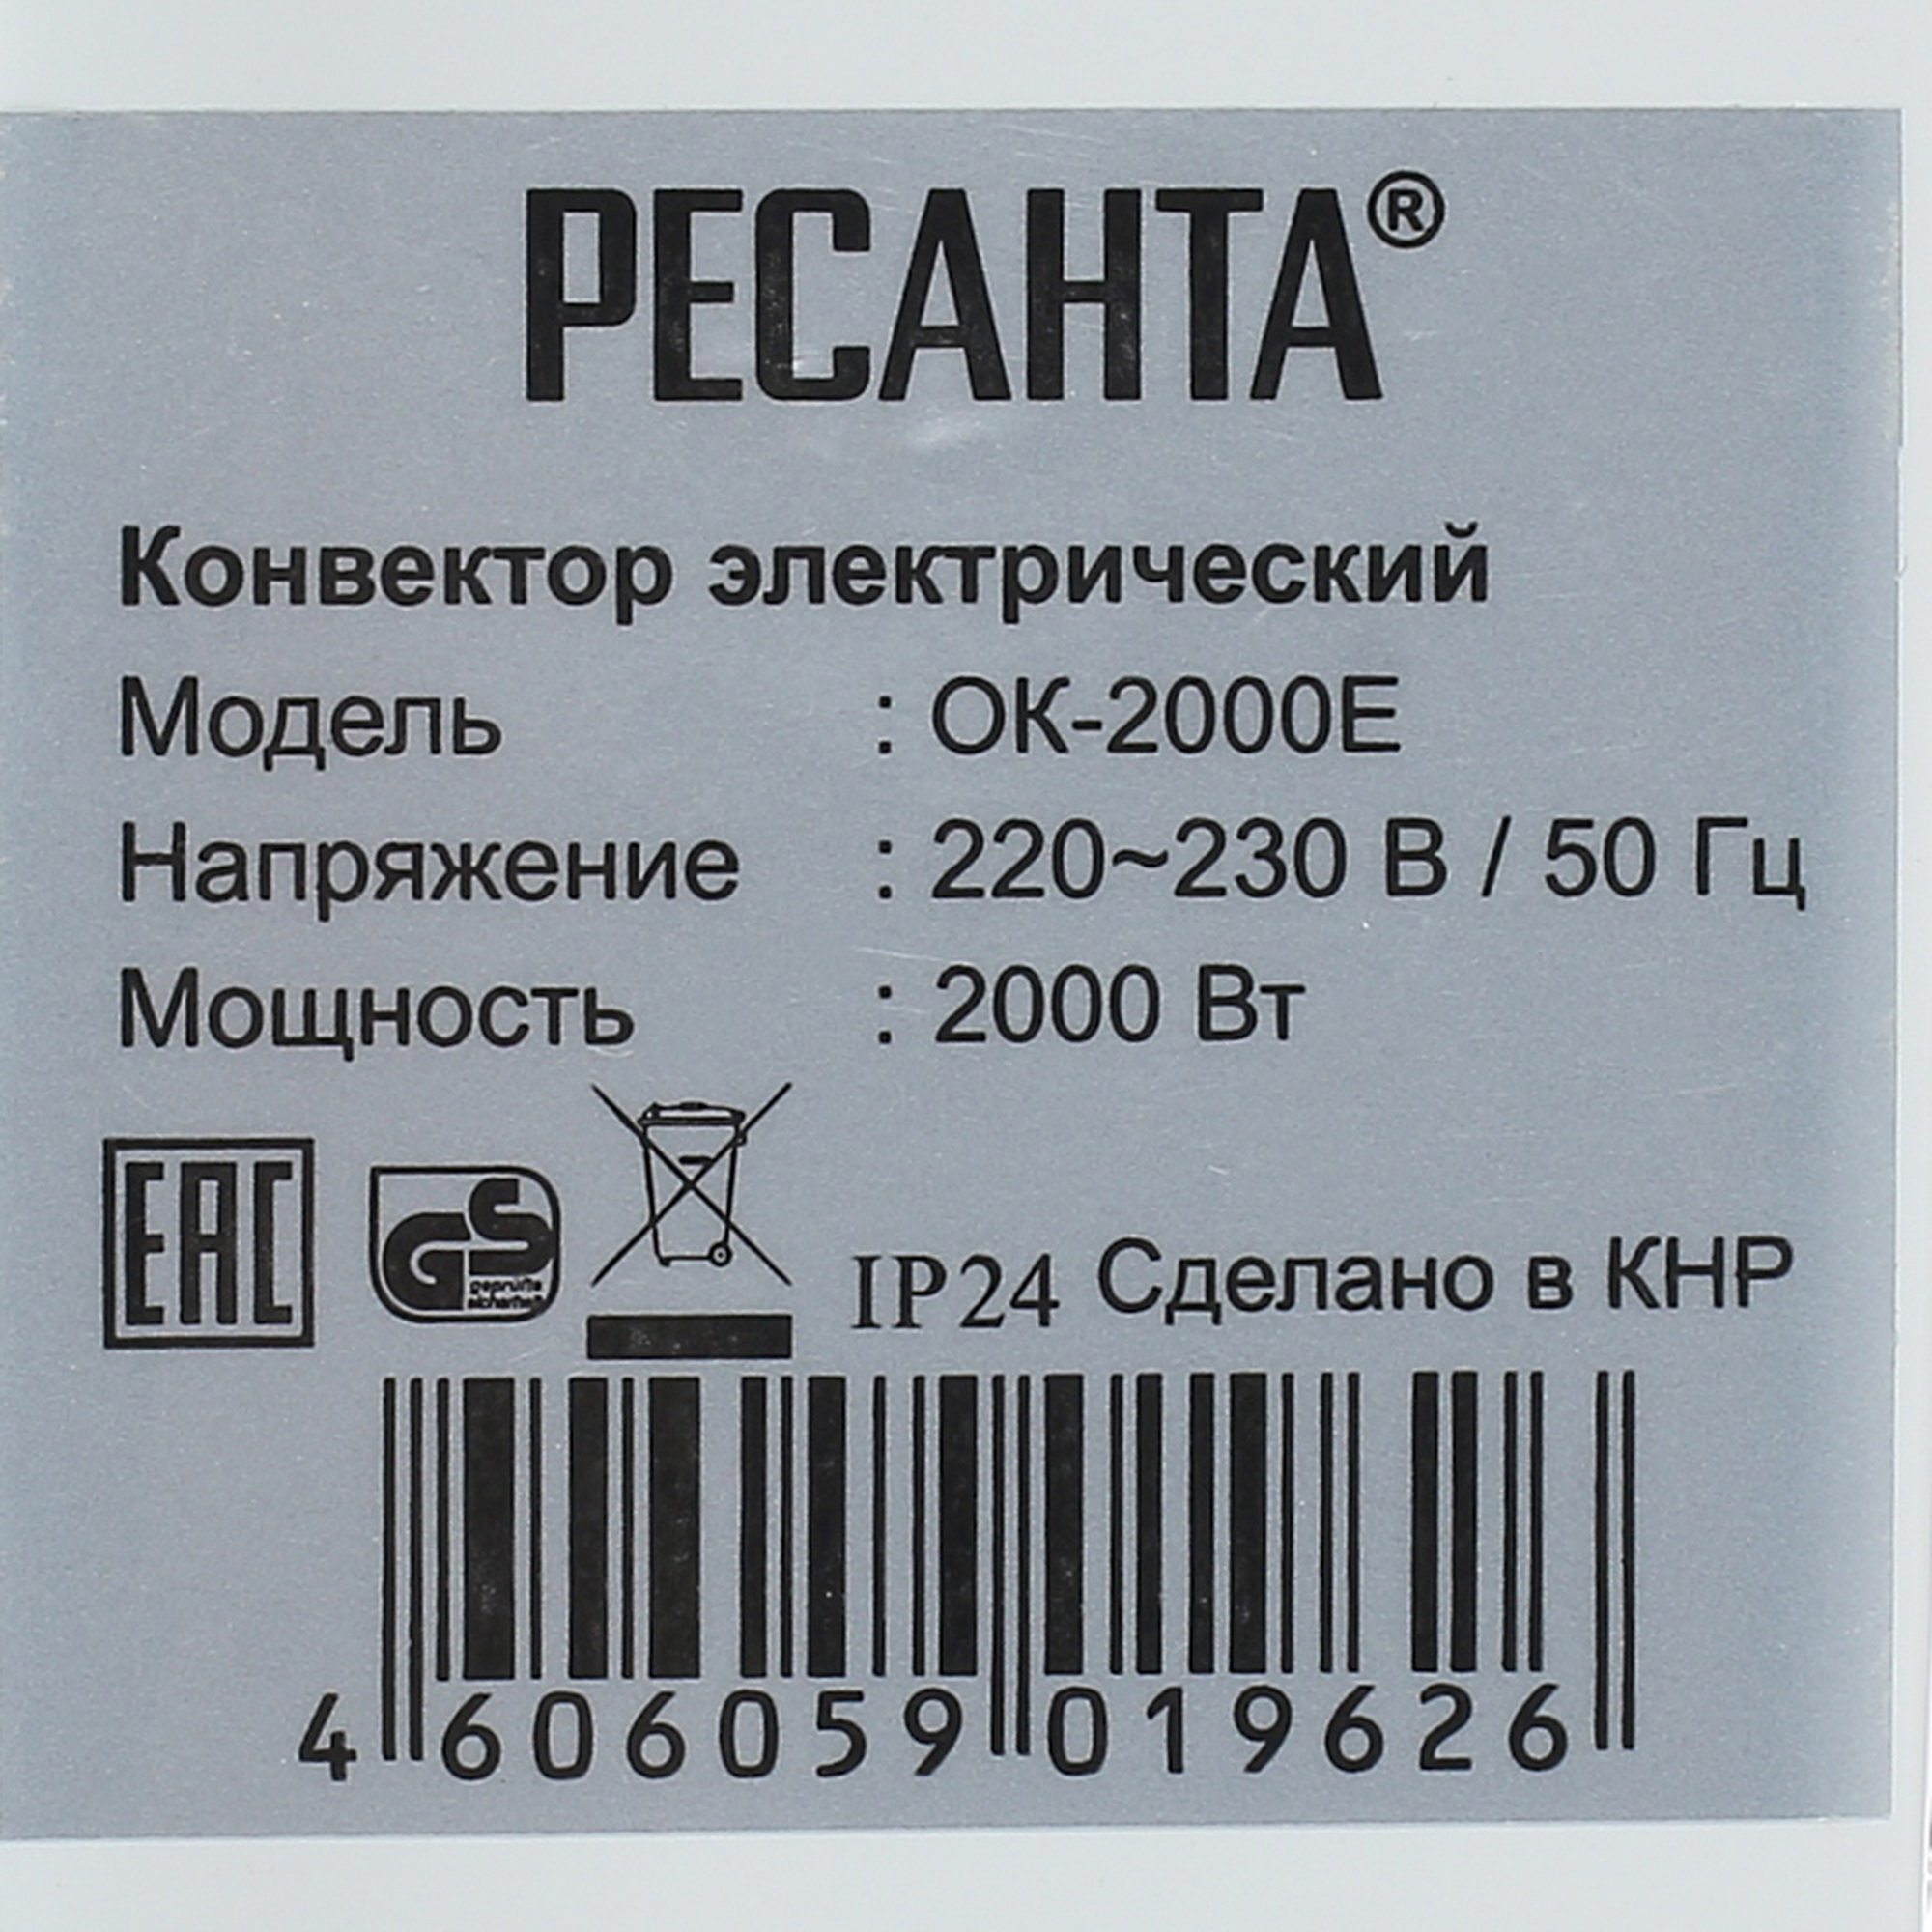 РЕСАНТА®
Конвектор электрический
Модель : ОК-2000Е
Напряжение : 220~230 В / 50 Гц
Мощность : 2000 Вт
EAC GS geprüfte IP24 Сделано в КНР
4 606059 019626